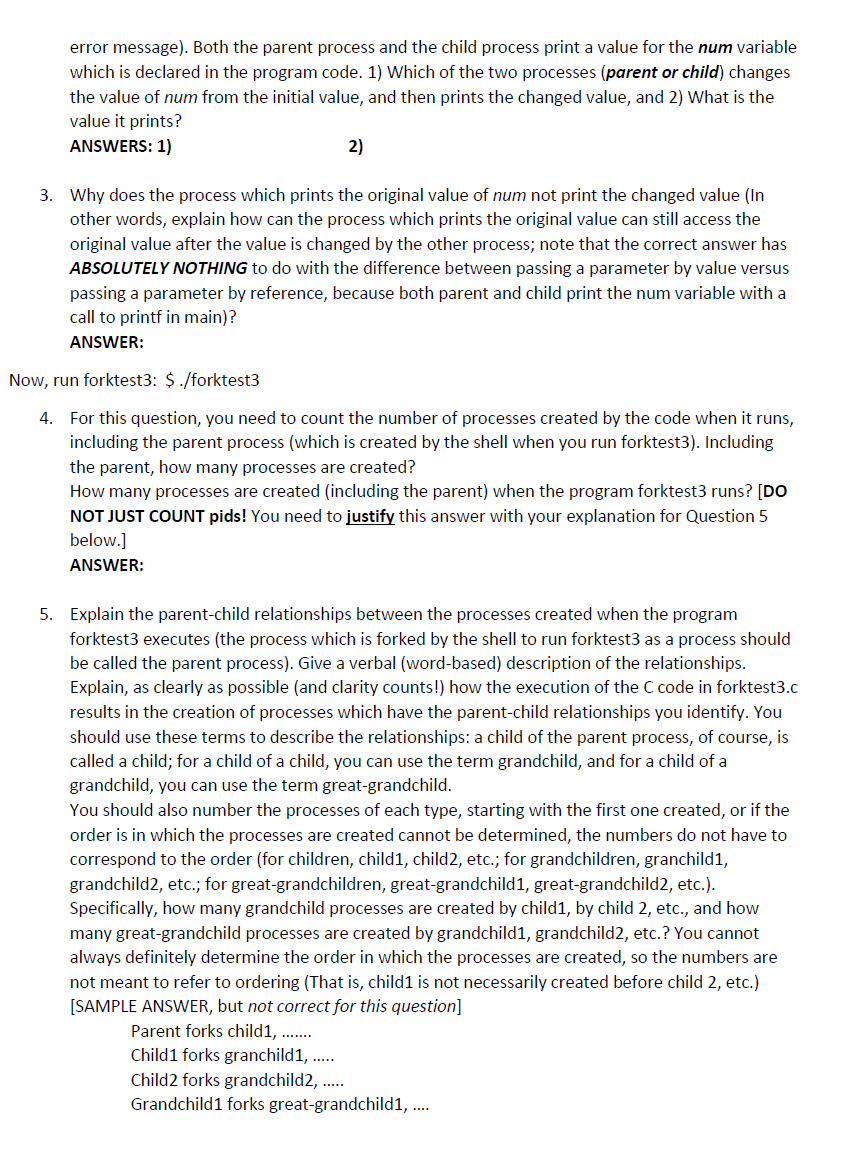 error message). Both the parent process and the child process print a value for the num variable
which is declared in the program code. 1) Which of the two processes (parent or child) changes
the value of num from the initial value, and then prints the changed value, and 2) What is the
value it prints?
ANSWERS: 1) 2)
3. Why does the process which prints the original value of num not print the changed value (In
other words, explain how can the process which prints the original value can still access the
original value after the value is changed by the other process; note that the correct answer has
ABSOLUTELY NOTHING to do with the difference between passing a parameter by value versus
passing a parameter by reference, because both parent and child print the num variable with a
call to printf in main)?
ANSWER:
Now, run forktest3: $ ./forktest3
4. For this question, you need to count the number of processes created by the code when it runs,
including the parent process (which is created by the shell when you run forktest3). Including
the parent, how many processes are created?
How many processes are created (including the parent) when the program forktest3 runs? [DO
NOT JUST COUNT pids! You need to justify this answer with your explanation for Question 5
below.]
ANSWER:
5. Explain the parent-child relationships between the processes created when the program
forktest3 executes (the process which is forked by the shell to run forktest3 as a process should
be called the parent process). Give a verbal (word-based) description of the relationships.
Explain, as clearly as possible (and clarity counts!) how the execution of the C code in forktest3.c
results in the creation of processes which have the parent-child relationships you identify. You
should use these terms to describe the relationships: a child of the parent process, of course, is
called a child; for a child of a child, you can use the term grandchild, and for a child of a
grandchild, you can use the term great-grandchild.
You should also number the processes of each type, starting with the first one created, or if the
order is in which the processes are created cannot be determined, the numbers do not have to
correspond to the order (for children, child1, child2, etc.; for grandchildren, granchild1,
grandchild2, etc.; for great-grandchildren, great-grandchild1, great-grandchild2, etc.).
Specifically, how many grandchild processes are created by child1, by child 2, etc., and how
many great-grandchild processes are created by grandchild1, grandchild2, etc.? You cannot
always definitely determine the order in which the processes are created, so the numbers are
not meant to refer to ordering (That is, child1 is not necessarily created before child 2, etc.)
[SAMPLE ANSWER, but not correct for this question]
Parent forks child1, .......
Child1 forks granchild1, .....
Child2 forks grandchild2, .....
Grandchild1 forks great-grandchild1, ....